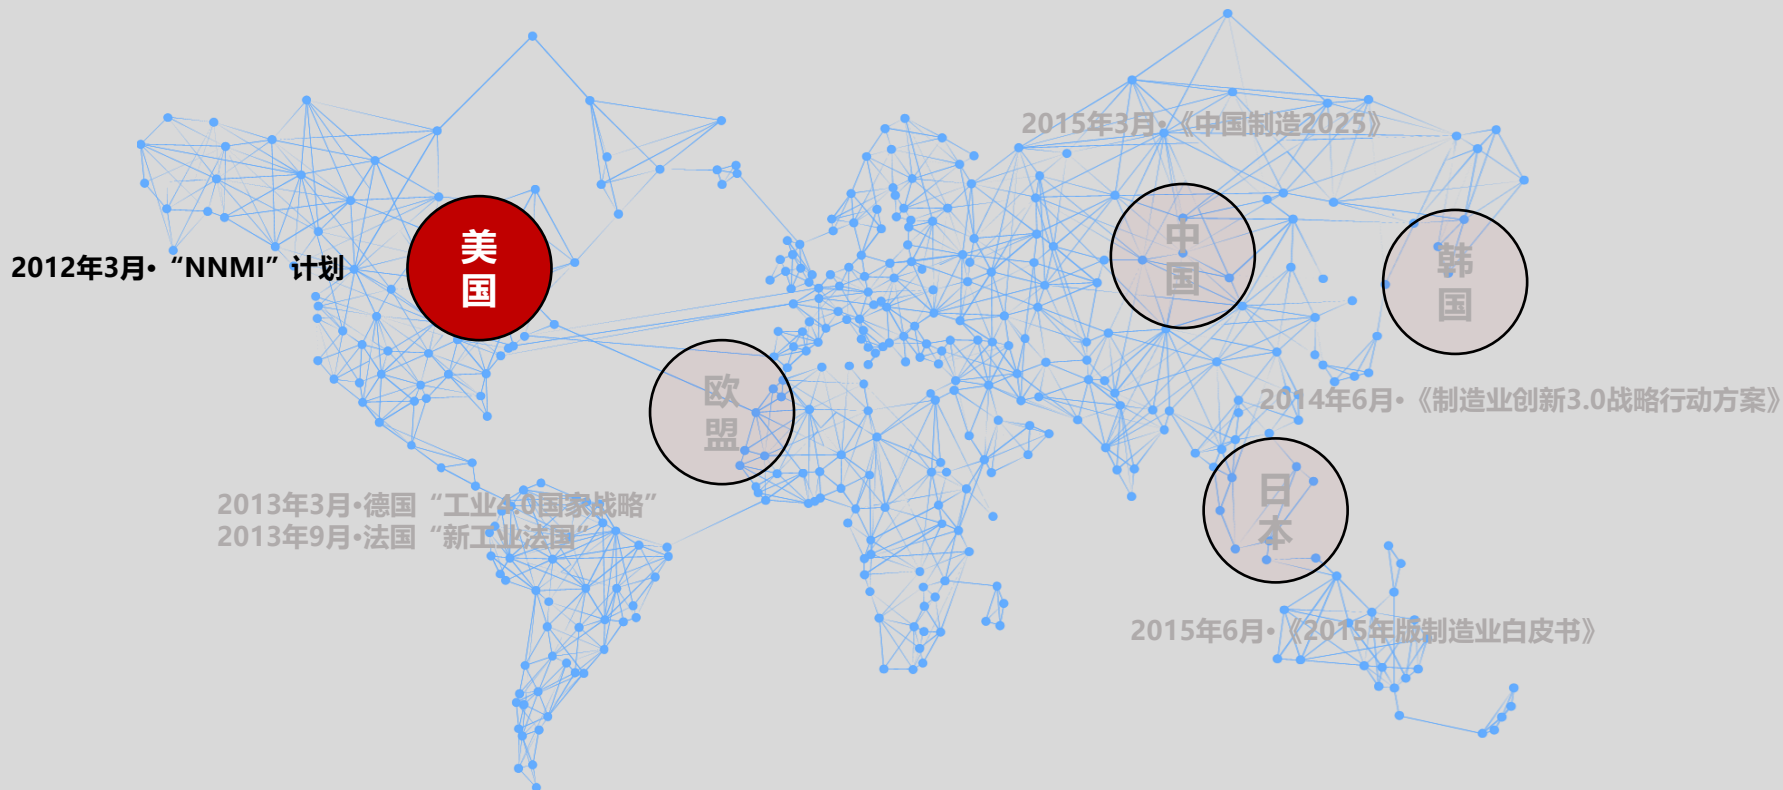 2015年3月•《中国制造2025》
美国
2012年3月•“NNMI”计划
中国
韩国
欧盟
2014年6月•《制造业创新3.0战略行动方案》
2013年3月•德国“工业4.0国家战略”
2013年9月•法国“新工业法国”
日本
2015年6月•《2015年版制造业白皮书》